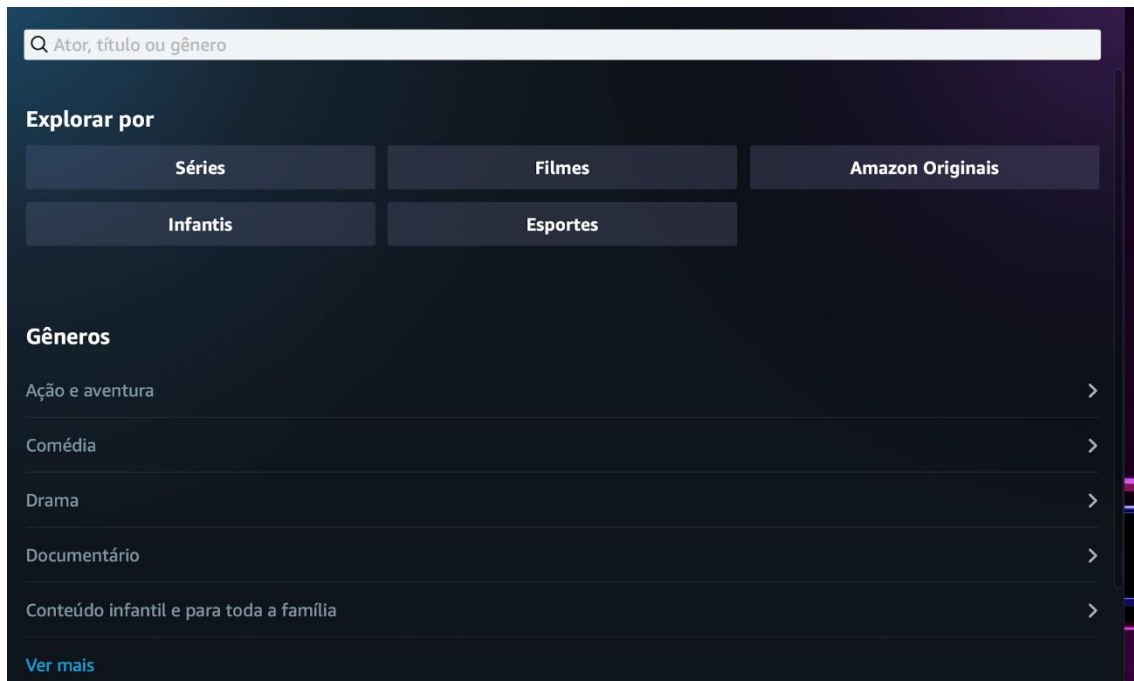 Ator, título ou gênero
Explorar por
Séries
Filmes
Amazon Originais
Infantis
Esportes
Gêneros
Ação e aventura
Comédia
Drama
Documentário
Conteúdo infantil e para toda a família
Ver mais